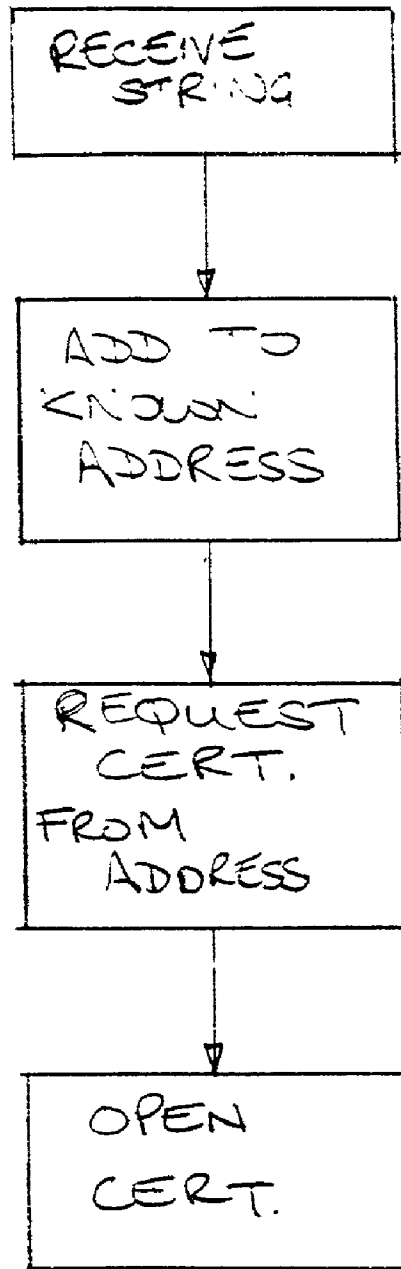 RECEIVE
STRING
ADD TO
KNOWN
ADDRESS
REQUEST
CERT.
FROM
ADDRESS
OPEN
CERT.